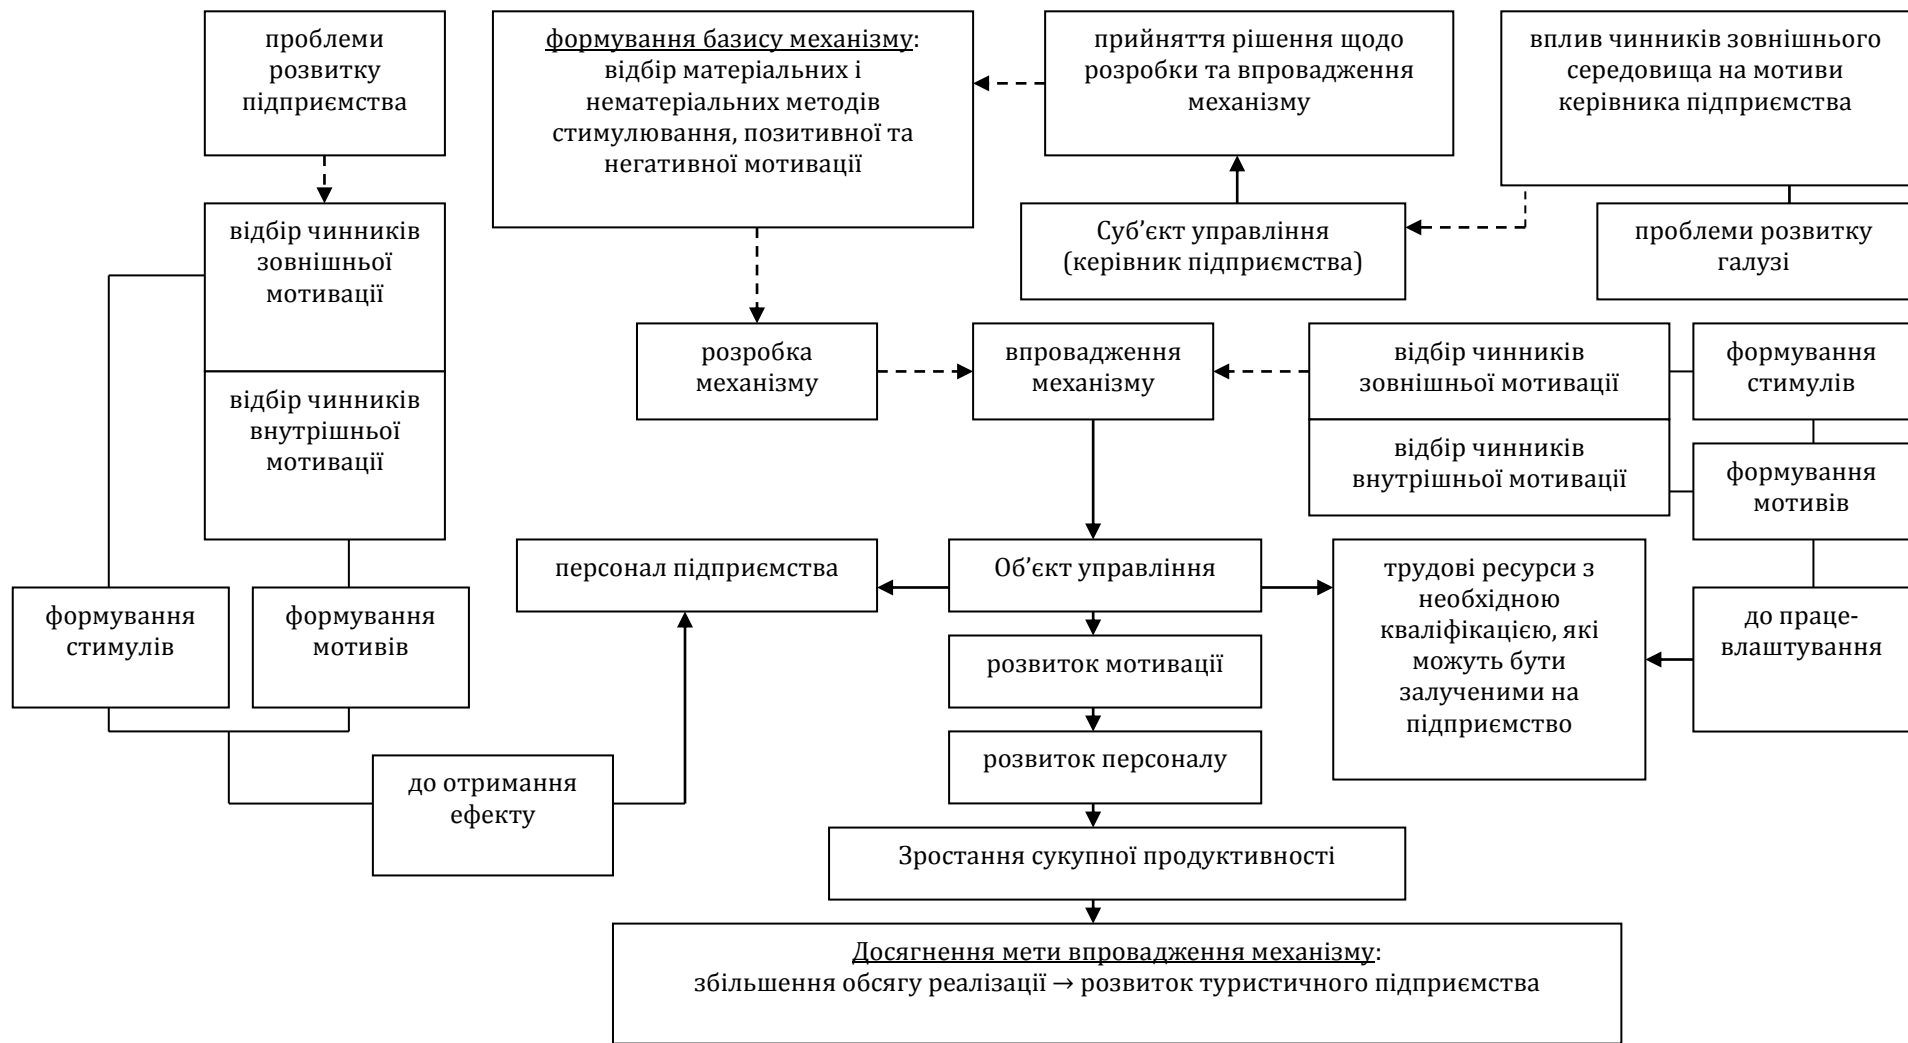 проблеми
розвитку
підприємства
формування базису механізму:
відбір матеріальних і
нематеріальних методів
стимулювання, позитивної та
негативної мотивації
прийняття рішення щодо
розробки та впровадження
механізму
вплив чинників зовнішнього
середовища на мотиви
керівника підприємства
відбір чинників
зовнішньої
мотивації
Суб’єкт управління
(керівник підприємства)
проблеми розвитку
галузі
відбір чинників
внутрішньої
мотивації
розробка
механізму
впровадження
механізму
відбір чинників
зовнішньої мотивації
формування
стимулів
відбір чинників
внутрішньої мотивації
формування
мотивів
персонал підприємства
Об’єкт управління
трудові ресурси з
необхідною
кваліфікацією, які
можуть бути
залученими на
підприємство
до праце-
влаштування
формування
стимулів
формування
мотивів
розвиток мотивації
розвиток персоналу
до отримання
ефекту
Зростання сукупної продуктивності
Досягнення мети впровадження механізму:
збільшення обсягу реалізації → розвиток туристичного підприємства